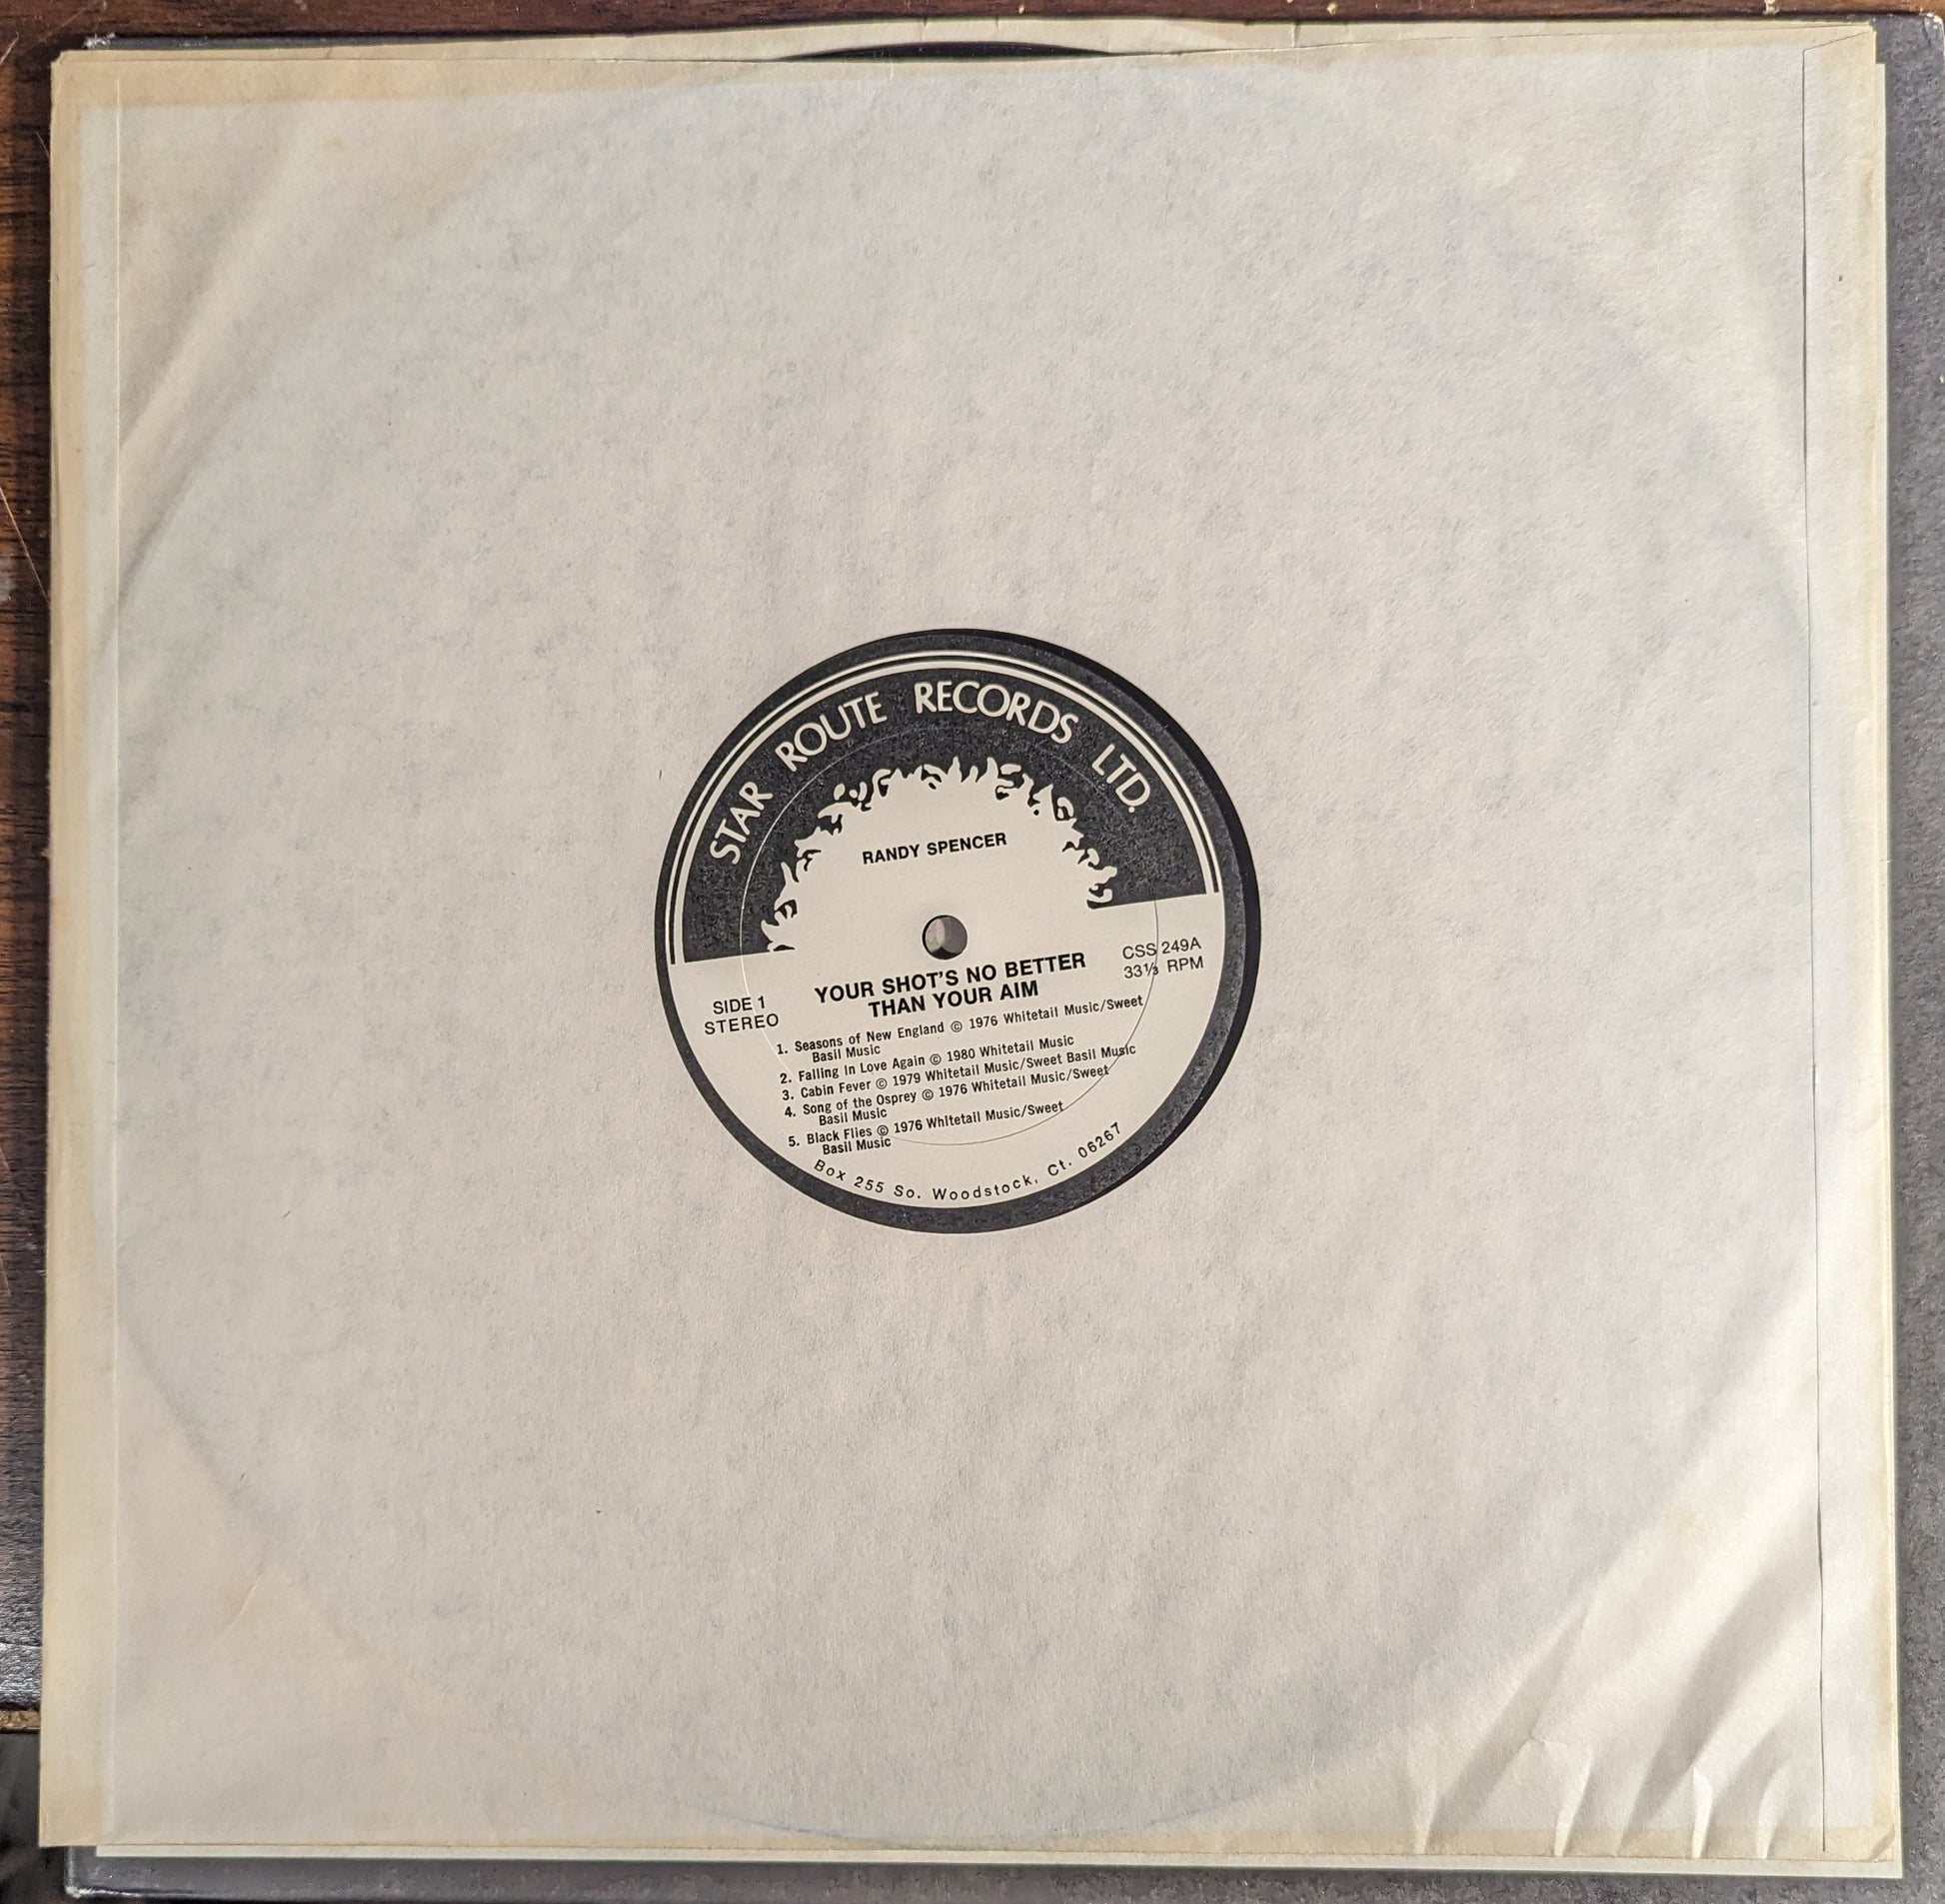 STAR ROUTE RECORDS LTD.
RANDY SPENCER
CSS 249A
33⅓ RPM
YOUR SHOT'S NO BETTER
THAN YOUR AIM
SIDE 1
STEREO
1. Seasons of New England © 1976 Whitetail Music/Sweet
Basil Music
2. Falling In Love Again © 1980 Whitetail Music
3. Cabin Fever © 1979 Whitetail Music/Sweet Basil Music
4. Song of the Osprey © 1976 Whitetail Music/Sweet
Basil Music
5. Black Flies © 1976 Whitetail Music/Sweet
Basil Music
Box 255 So. Woodstock, Ct. 06267